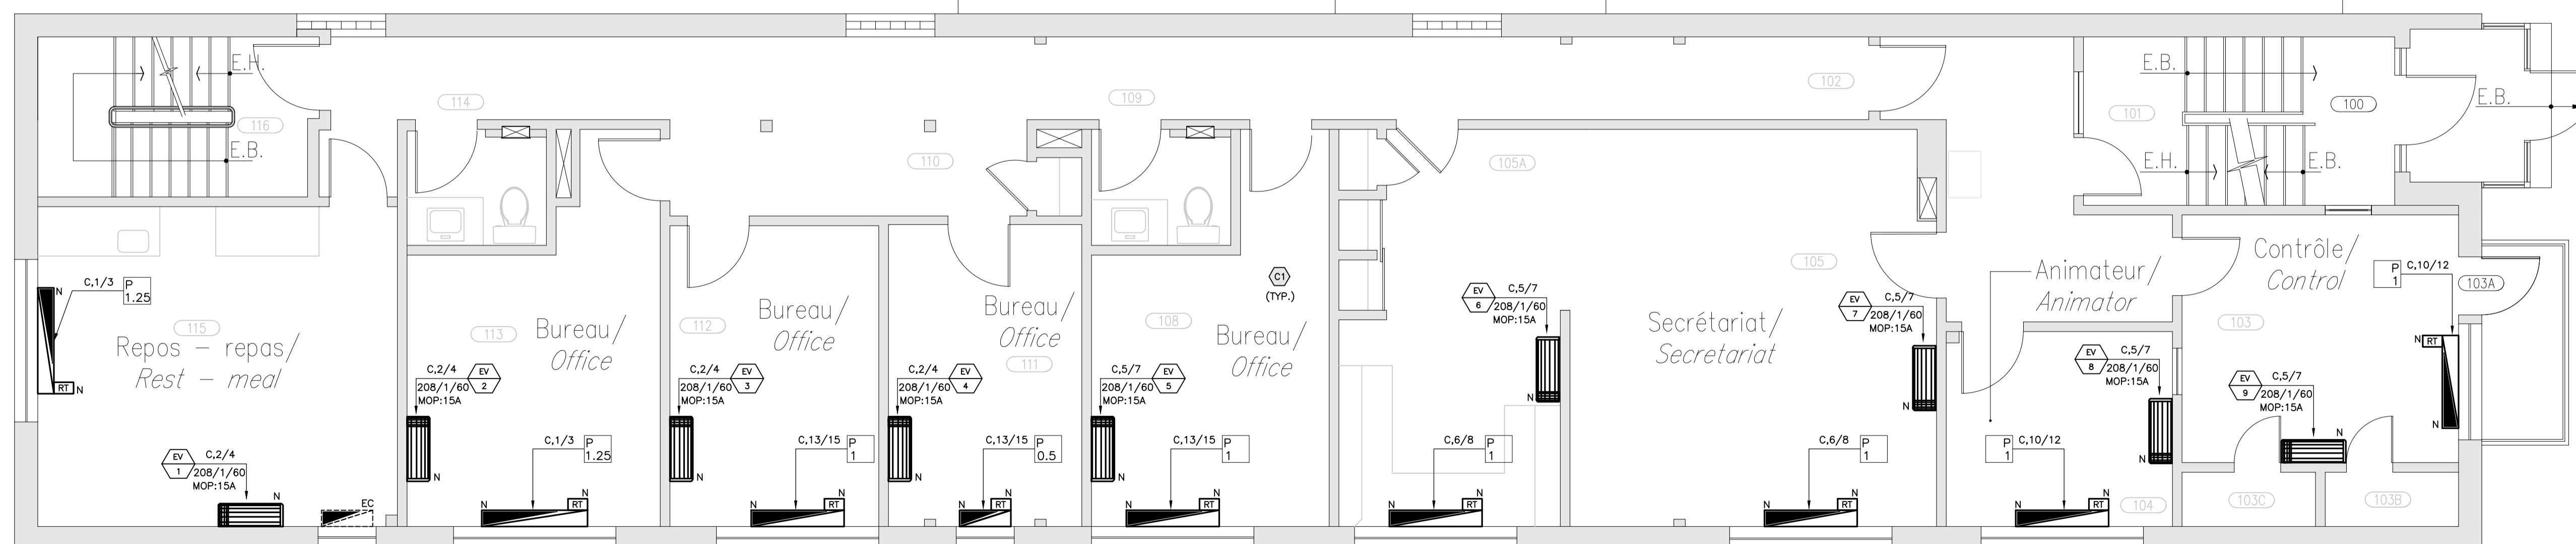 E.H.
116
E.B.
114
110
109
102
105A
101
E.B.
100
E.B.
E.H.
E.B.
C,1/3
P
1.25
N
RT
N
115
Repos – repas/
Rest – meal
EV
1
C,2/4
208/1/60
MOP:15A
N
EC
113
Bureau/
Office
C,2/4
EV
2
208/1/60
MOP:15A
N
C,1/3
P
1.25
N
RT
N
112
Bureau/
Office
C,2/4
EV
3
208/1/60
MOP:15A
N
C,13/15
P
1
N
RT
N
Bureau/
Office
111
C,2/4
EV
4
208/1/60
MOP:15A
N
C,13/15
P
0.5
N
RT
N
C1
(TYP.)
108
Bureau/
Office
C,5/7
EV
5
208/1/60
MOP:15A
N
C,13/15
P
1
N
RT
N
EV
6
C,5/7
208/1/60
MOP:15A
N
C,6/8
P
1
N
RT
N
105
Secrétariat/
Secretariat
EV
7
C,5/7
208/1/60
MOP:15A
N
C,6/8
P
1
N
RT
N
Animateur/
Animator
EV
8
C,5/7
208/1/60
MOP:15A
N
P
1
C,10/12
N
RT
N
104
Contrôle/
Control
103
P
1
C,10/12
103A
N
RT
N
EV
9
C,5/7
208/1/60
MOP:15A
N
103C
103B